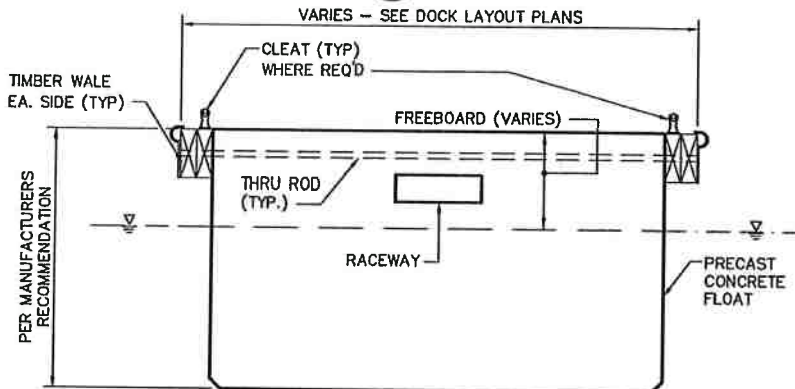 VARIES – SEE DOCK LAYOUT PLANS
CLEAT (TYP)
WHERE REQ'D
TIMBER WALE
EA. SIDE (TYP)
FREEBOARD (VARIES)
THRU ROD
(TYP.)
RACEWAY
PER MANUFACTURERS
RECOMMENDATION
PRECAST
CONCRETE
FLOAT